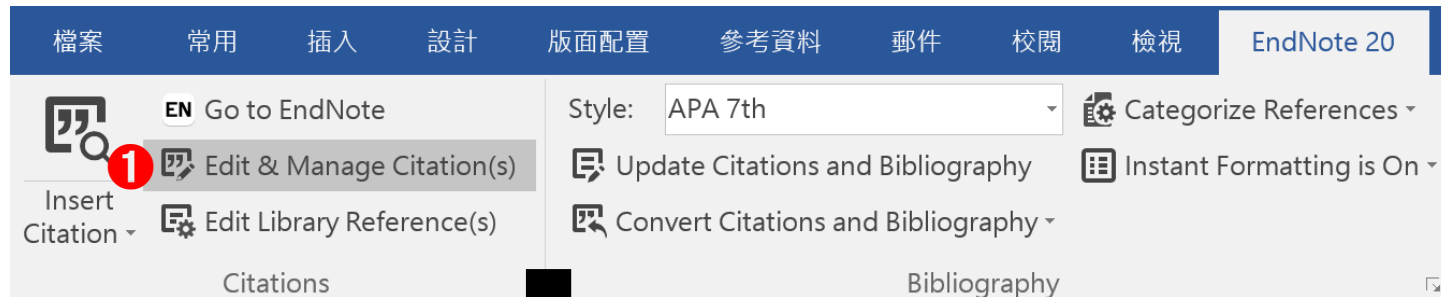 檔案 常用 插入 設計 版面配置 參考資料 郵件 校閱 檢視 EndNote 20
Insert Citation
EN Go to EndNote
1 Edit & Manage Citation(s)
Edit Library Reference(s)
Citations
Style: APA 7th
Update Citations and Bibliography
Convert Citations and Bibliography
Categorize References
Instant Formatting is On
Bibliography